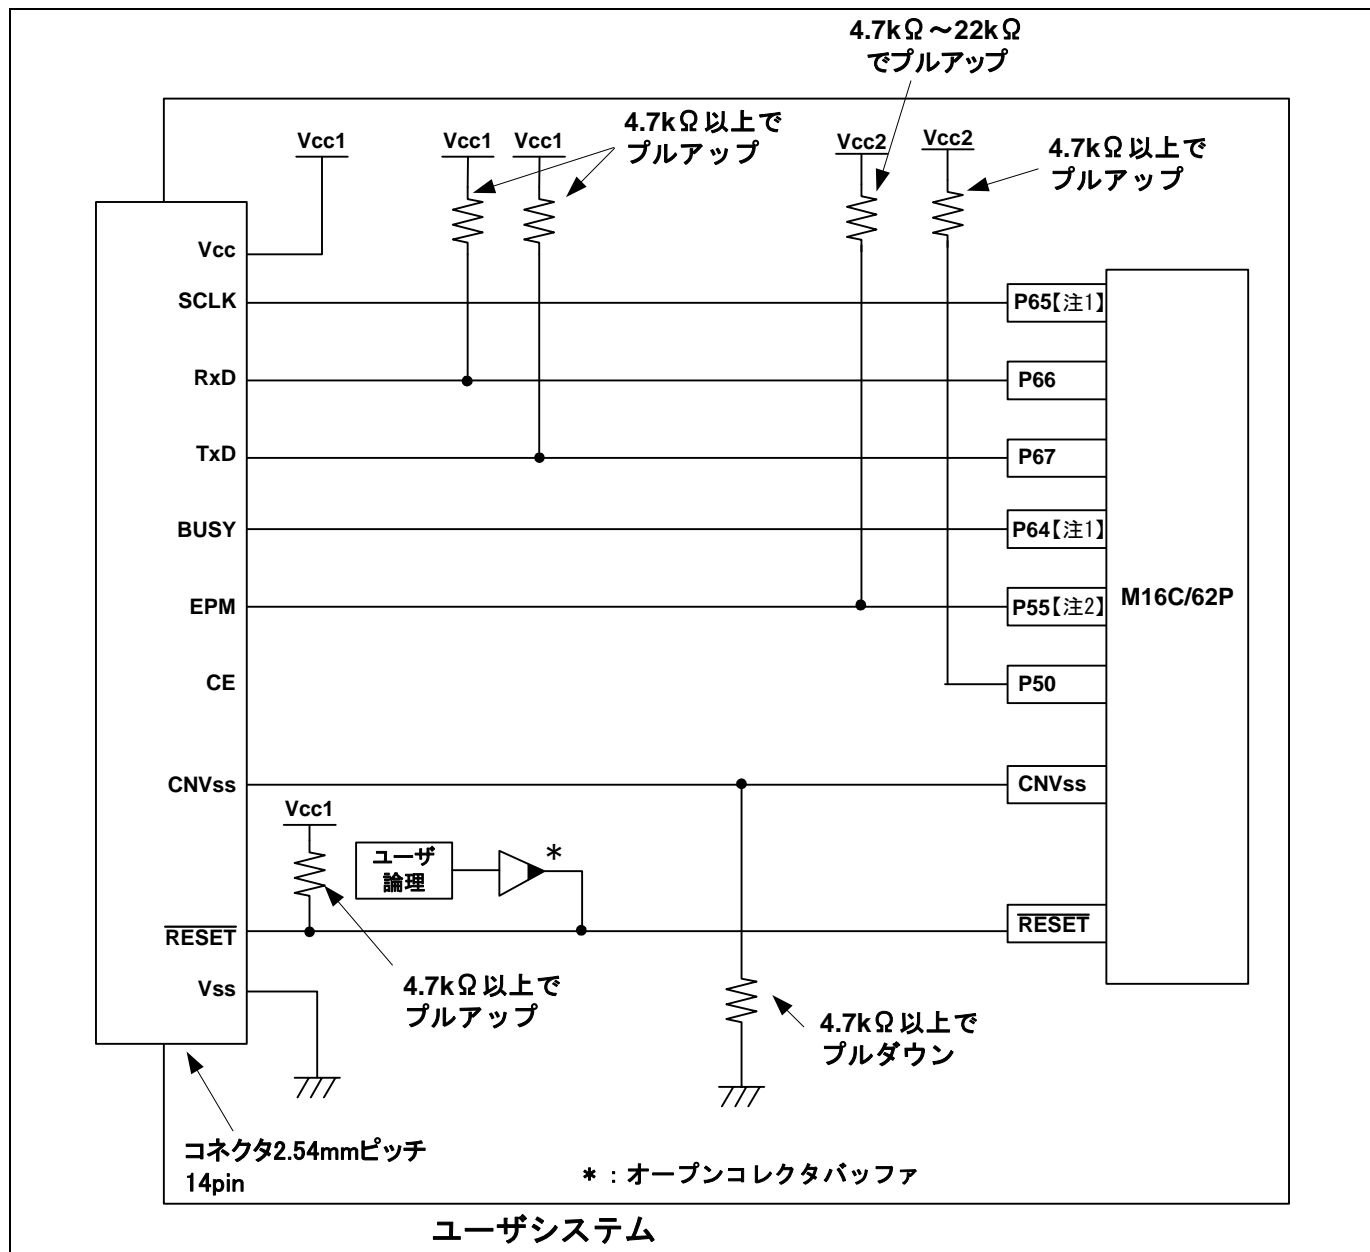 4.7kΩ～22kΩ
でプルアップ
Vcc1
Vcc1
Vcc1
4.7kΩ以上で
プルアップ
Vcc2
Vcc2
4.7kΩ以上で
プルアップ
Vcc
SCLK
P65【注1】
RxD
P66
TxD
P67
BUSY
P64【注1】
EPM
P55【注2】
M16C/62P
CE
P50
CNVss
CNVss
Vcc1
ユーザ
論理
*
RESET
RESET
Vss
4.7kΩ以上で
プルアップ
4.7kΩ以上で
プルダウン
コネクタ2.54mmピッチ
14pin
*：オープンコレクタバッファ
ユーザシステム